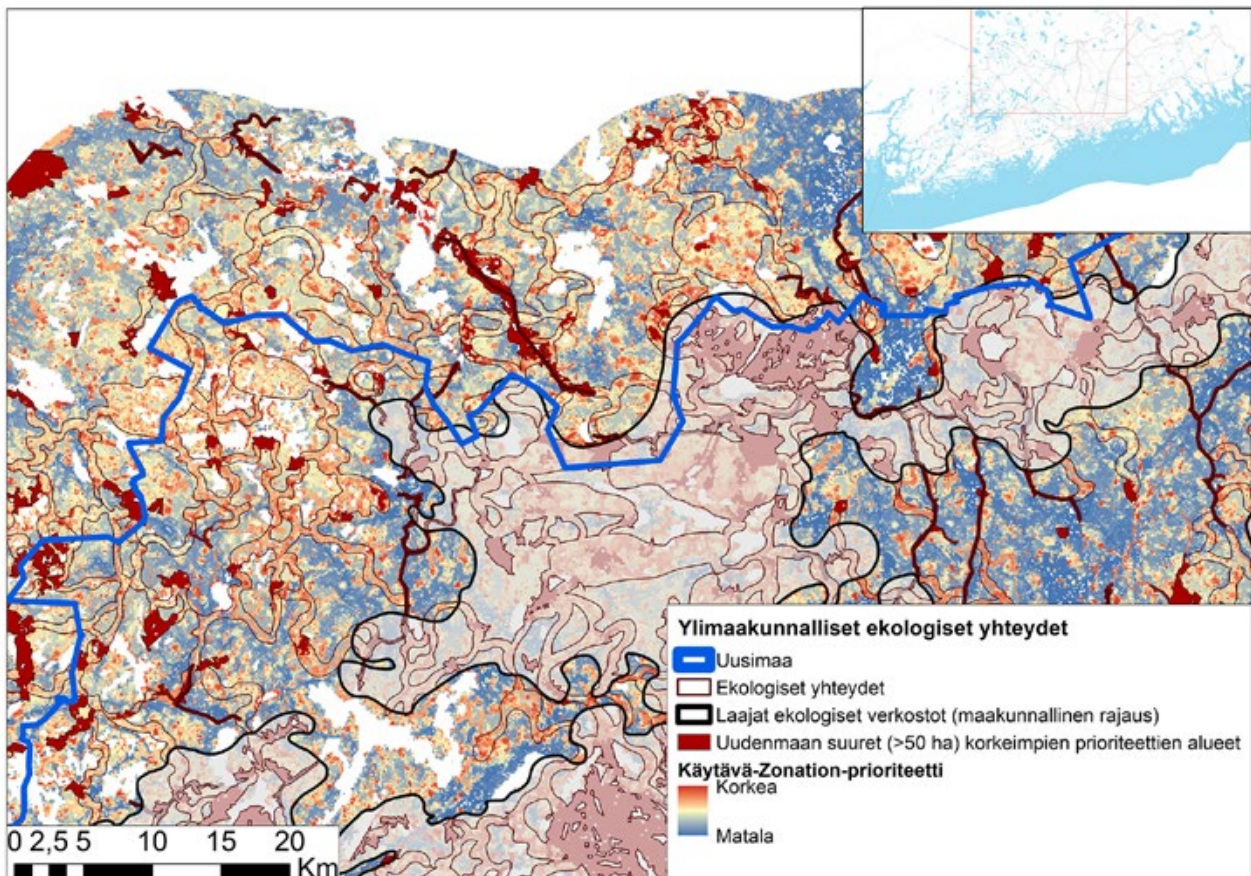 Ylimaakunnalliset ekologiset yhteydet
Uusimaa
Ekologiset yhteydet
Laajat ekologiset verkostot (maakunnallinen rajaus)
Uudenmaan suuret (>50 ha) korkeimpien prioriteettien alueet
Käytävä-Zonation-prioriteetti
Korkea
Matala
0 2,5 5 10 15 20
Km